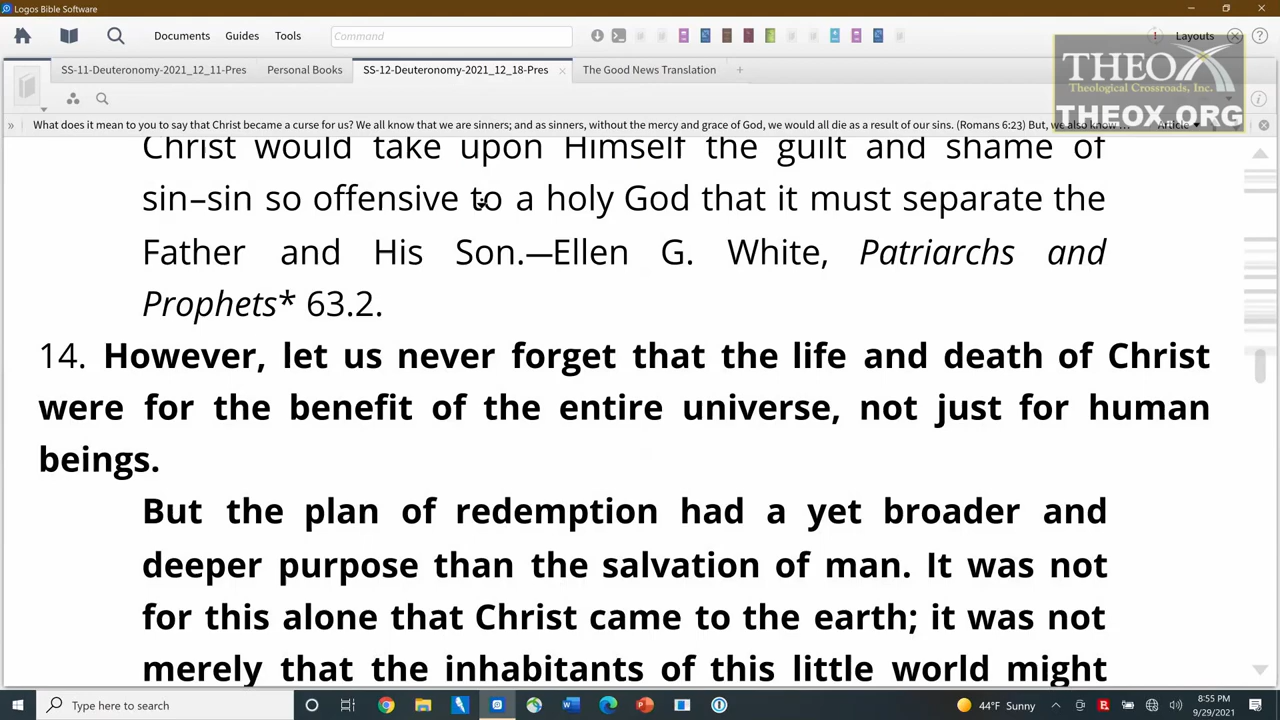 Logos Bible Software
Documents Guides Tools Command Layouts
THEOX
Theological Crossroads, Inc.
THEOX.ORG
SS-11-Deuteronomy-2021_12_11-Pres Personal Books SS-12-Deuteronomy-2021_12_18-Pres The Good News Translation
What does it mean to you to say that Christ became a curse for us? We all know that we are sinners; and as sinners, without the mercy and grace of God, we would all die as a result of our sins. (Romans 6:23) But, we also know … Article
Christ would take upon Himself the guilt and shame of
sin–sin so offensive to a holy God that it must separate the
Father and His Son.—Ellen G. White, Patriarchs and
Prophets* 63.2.
14. However, let us never forget that the life and death of Christ
were for the benefit of the entire universe, not just for human
beings.
But the plan of redemption had a yet broader and
deeper purpose than the salvation of man. It was not
for this alone that Christ came to the earth; it was not
merely that the inhabitants of this little world might
Type here to search
44°F Sunny
8:55 PM
9/29/2021